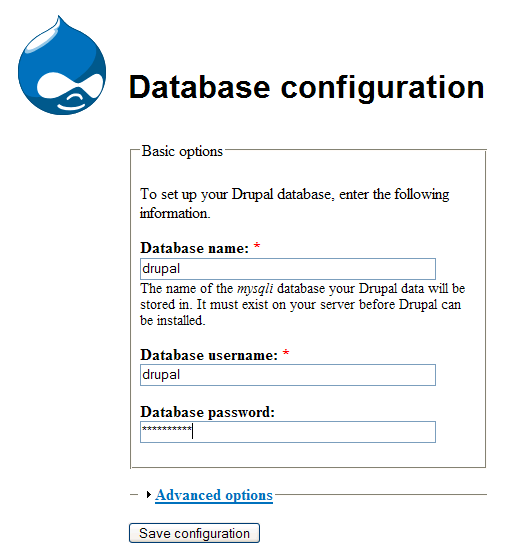 Database configuration
Basic options
To set up your Drupal database, enter the following
information.
Database name: *
drupal
The name of the mysqli database your Drupal data will be
stored in. It must exist on your server before Drupal can
be installed.
Database username: *
drupal
Database password:
**********
Advanced options
Save configuration